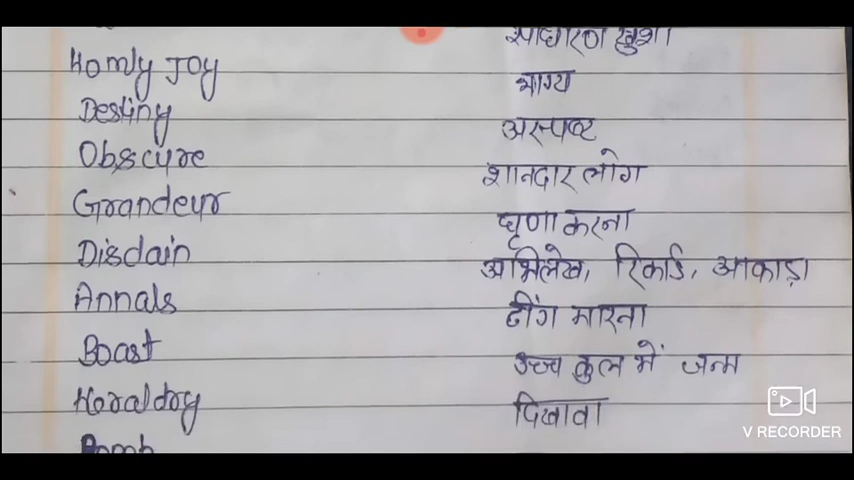 Homly Joy साधारण खुशी
Destiny भाग्य
Obscure अस्पष्ट
Grandeur शानदार लोग
Disdain घृणा करना
Annals अभिलेख, रिकार्ड, आकाड़ा
Boast ढींग मारना
Heraldry उच्च कुल में जन्म
दिखावा
V RECORDER